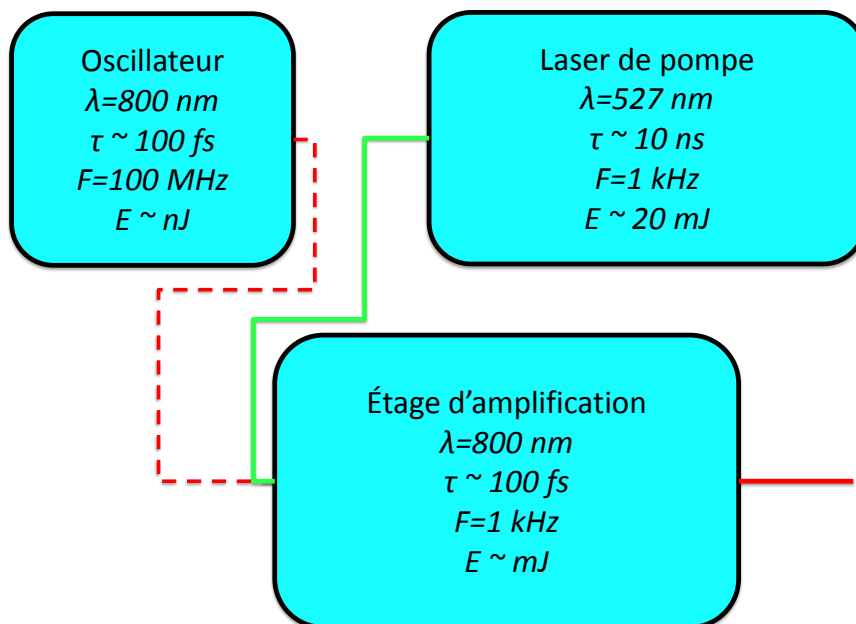 Oscillateur
λ=800 nm
τ ~ 100 fs
F=100 MHz
E ~ nJ
Laser de pompe
λ=527 nm
τ ~ 10 ns
F=1 kHz
E ~ 20 mJ
Étage d’amplification
λ=800 nm
τ ~ 100 fs
F=1 kHz
E ~ mJ